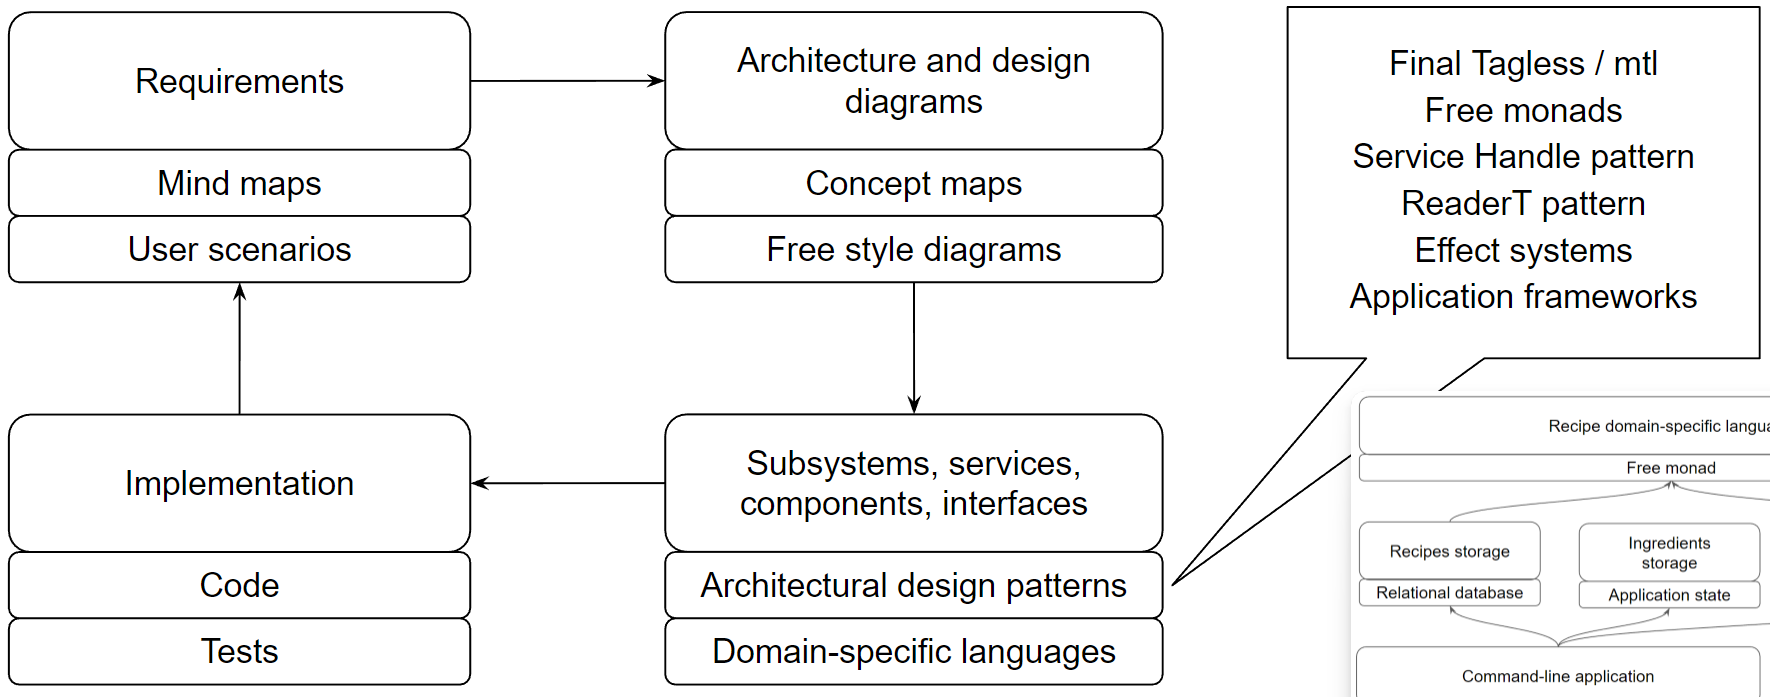 Requirements
Mind maps
User scenarios
Architecture and design
diagrams
Concept maps
Free style diagrams
Final Tagless / mtl
Free monads
Service Handle pattern
ReaderT pattern
Effect systems
Application frameworks
Implementation
Code
Tests
Subsystems, services,
components, interfaces
Architectural design patterns
Domain-specific languages
Recipe domain-specific langua
Free monad
Recipes storage
Relational database
Ingredients
storage
Application state
Command-line application